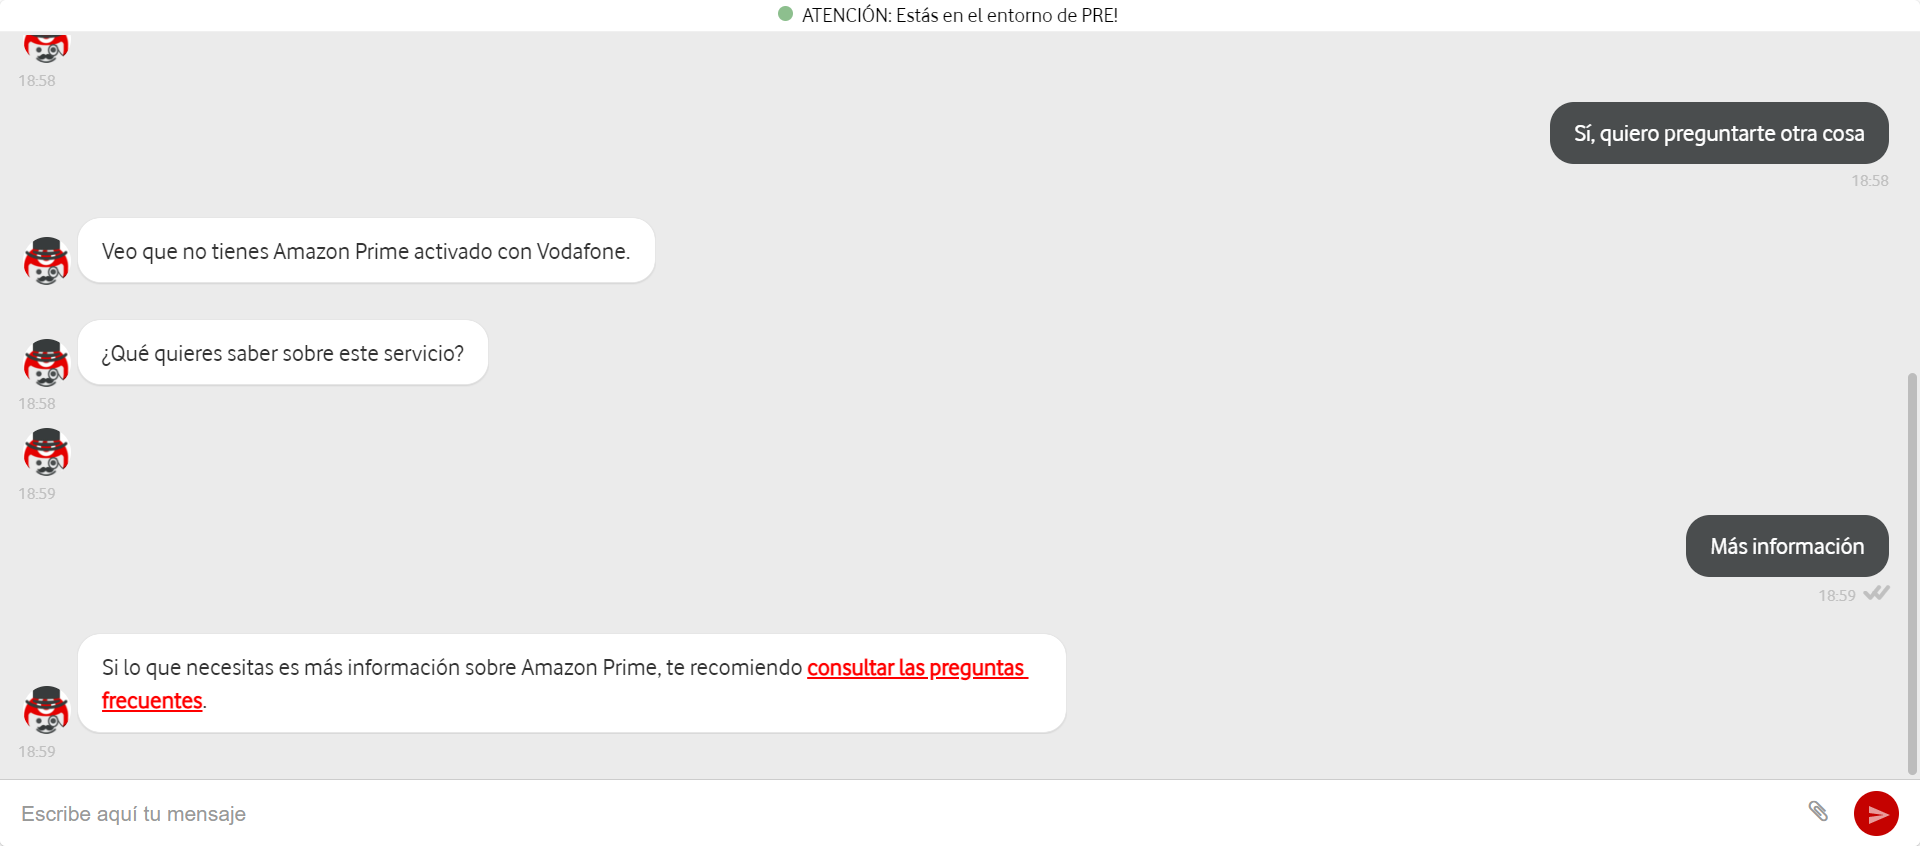 ATENCIÓN: Estás en el entorno de PRE!
18:58
Sí, quiero preguntarte otra cosa
18:58
Veo que no tienes Amazon Prime activado con Vodafone.
¿Qué quieres saber sobre este servicio?
18:58
18:59
Más información
18:59
Si lo que necesitas es más información sobre Amazon Prime, te recomiendo consultar las preguntas
frecuentes.
18:59
Escribe aquí tu mensaje